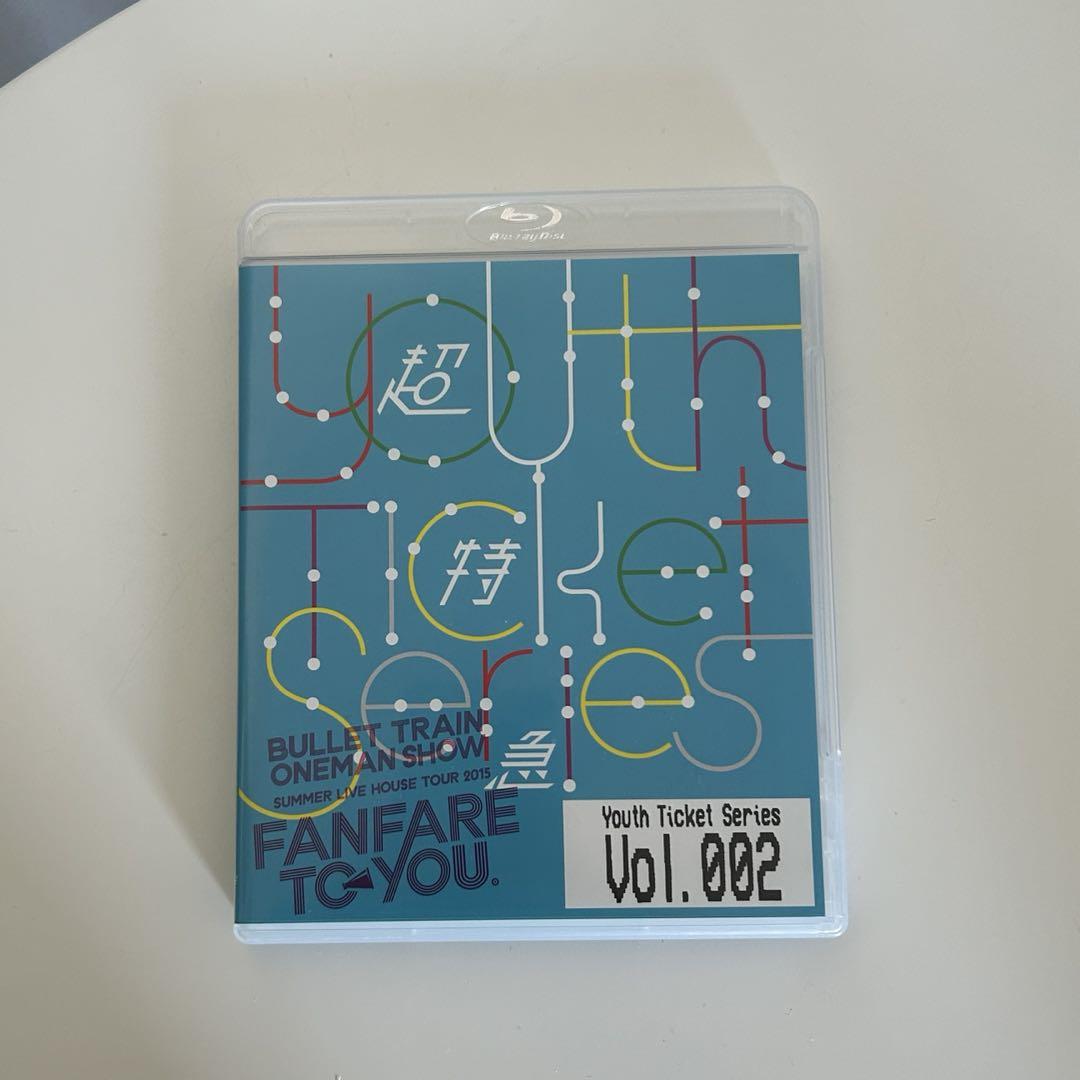 Blu-ray Disc
youth
超
TICKet
特
Series
急
BULLET TRAIN
ONEMAN SHOW
SUMMER LIVE HOUSE TOUR 2015
FANFARE
TO YOU.
Youth Ticket Series
Vol.002